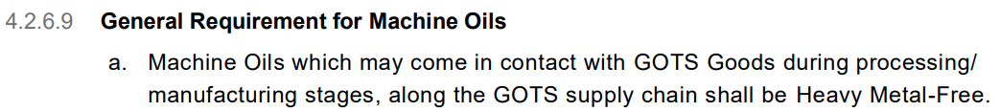 4.2.6.9 General Requirement for Machine Oils
a. Machine Oils which may come in contact with GOTS Goods during processing/
manufacturing stages, along the GOTS supply chain shall be Heavy Metal-Free.